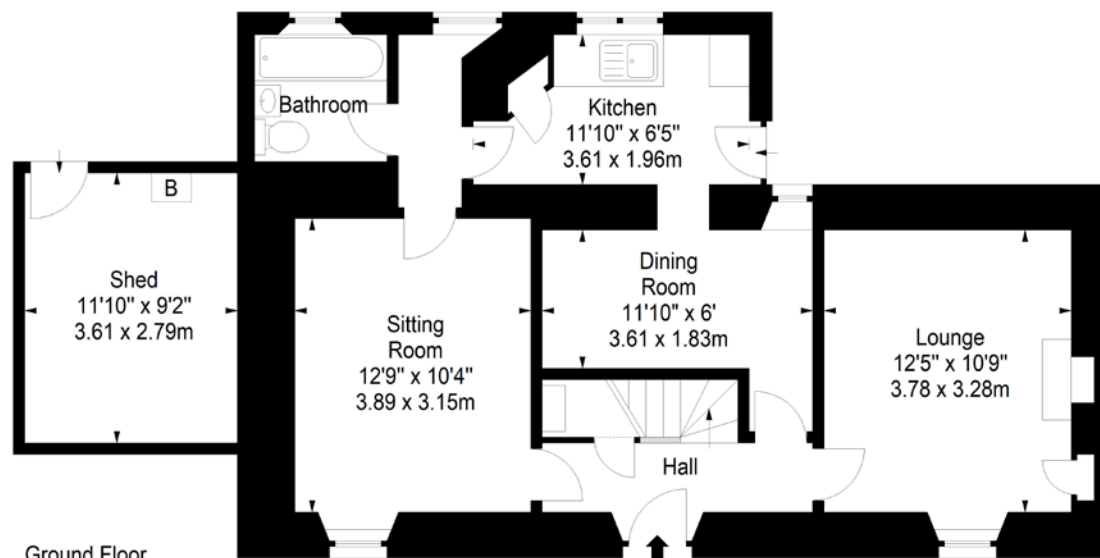 Bathroom
Kitchen
11'10" x 6'5"
3.61 x 1.96m
B
Shed
11'10" x 9'2"
3.61 x 2.79m
Sitting
Room
12'9" x 10'4"
3.89 x 3.15m
Dining
Room
11'10" x 6'
3.61 x 1.83m
Lounge
12'5" x 10'9"
3.78 x 3.28m
Hall
Ground Floor